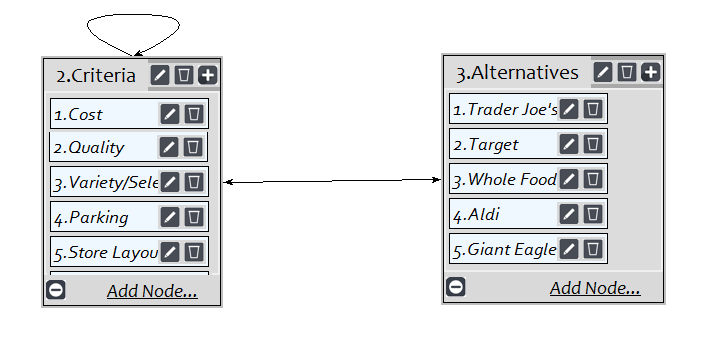 2.Criteria
1.Cost
2.Quality
3.Variety/Sele
4.Parking
5.Store Layou
Add Node...
3.Alternatives
1.Trader Joe's
2.Target
3.Whole Food
4.Aldi
5.Giant Eagle
Add Node...